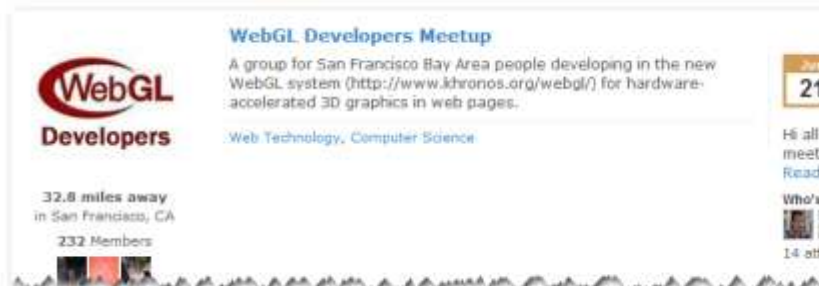 WebGL Developers Meetup
A group for San Francisco Bay Area people developing in the new
WebGL system (http://www.khronos.org/webgl/) for hardware-
accelerated 3D graphics in web pages.
Web Technology, Computer Science
WebGL
Developers
32.8 miles away
in San Francisco, CA
232 Members
21
Hi all
meet
Read
Who's
14 att